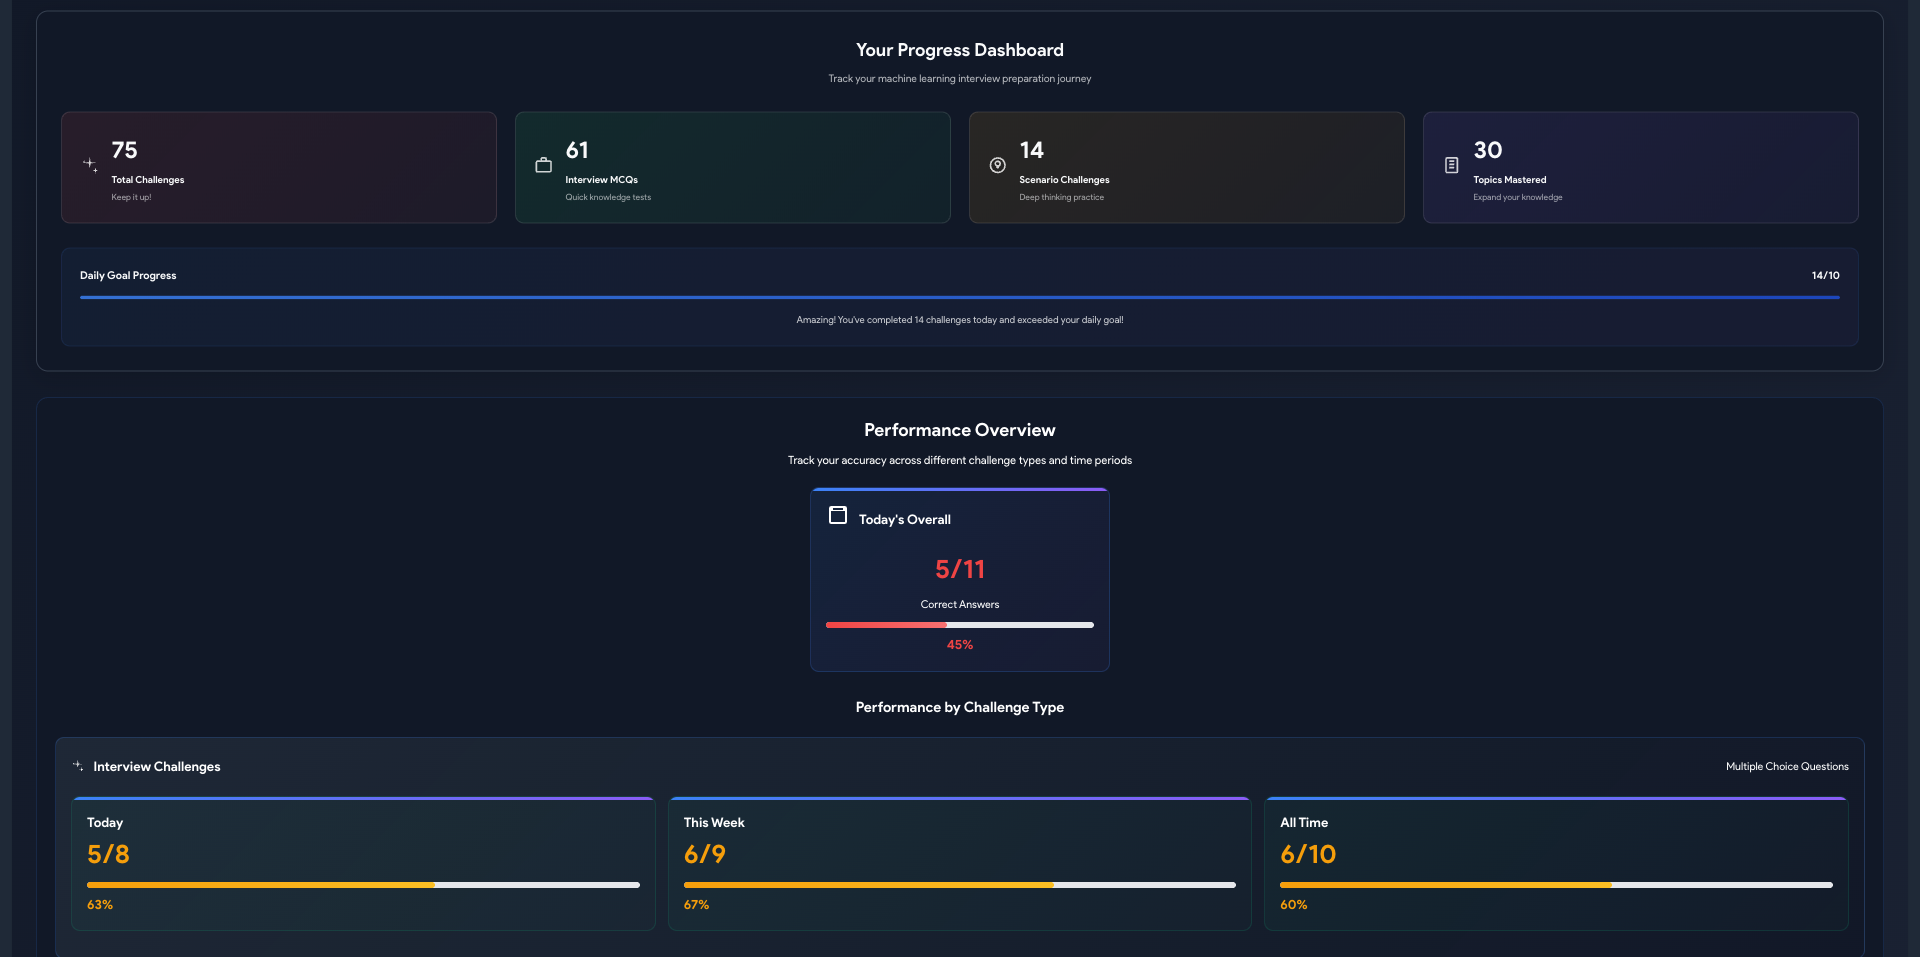 Your Progress Dashboard
Track your machine learning interview preparation journey
75
Total Challenges
Keep it up!
61
Interview MCQs
Quick knowledge tests
14
Scenario Challenges
Deep thinking practice
30
Topics Mastered
Expand your knowledge
Daily Goal Progress
14/10
Amazing! You've completed 14 challenges today and exceeded your daily goal!
Performance Overview
Track your accuracy across different challenge types and time periods
Today's Overall
5/11
Correct Answers
45%
Performance by Challenge Type
Interview Challenges
Multiple Choice Questions
Today
5/8
63%
This Week
6/9
67%
All Time
6/10
60%